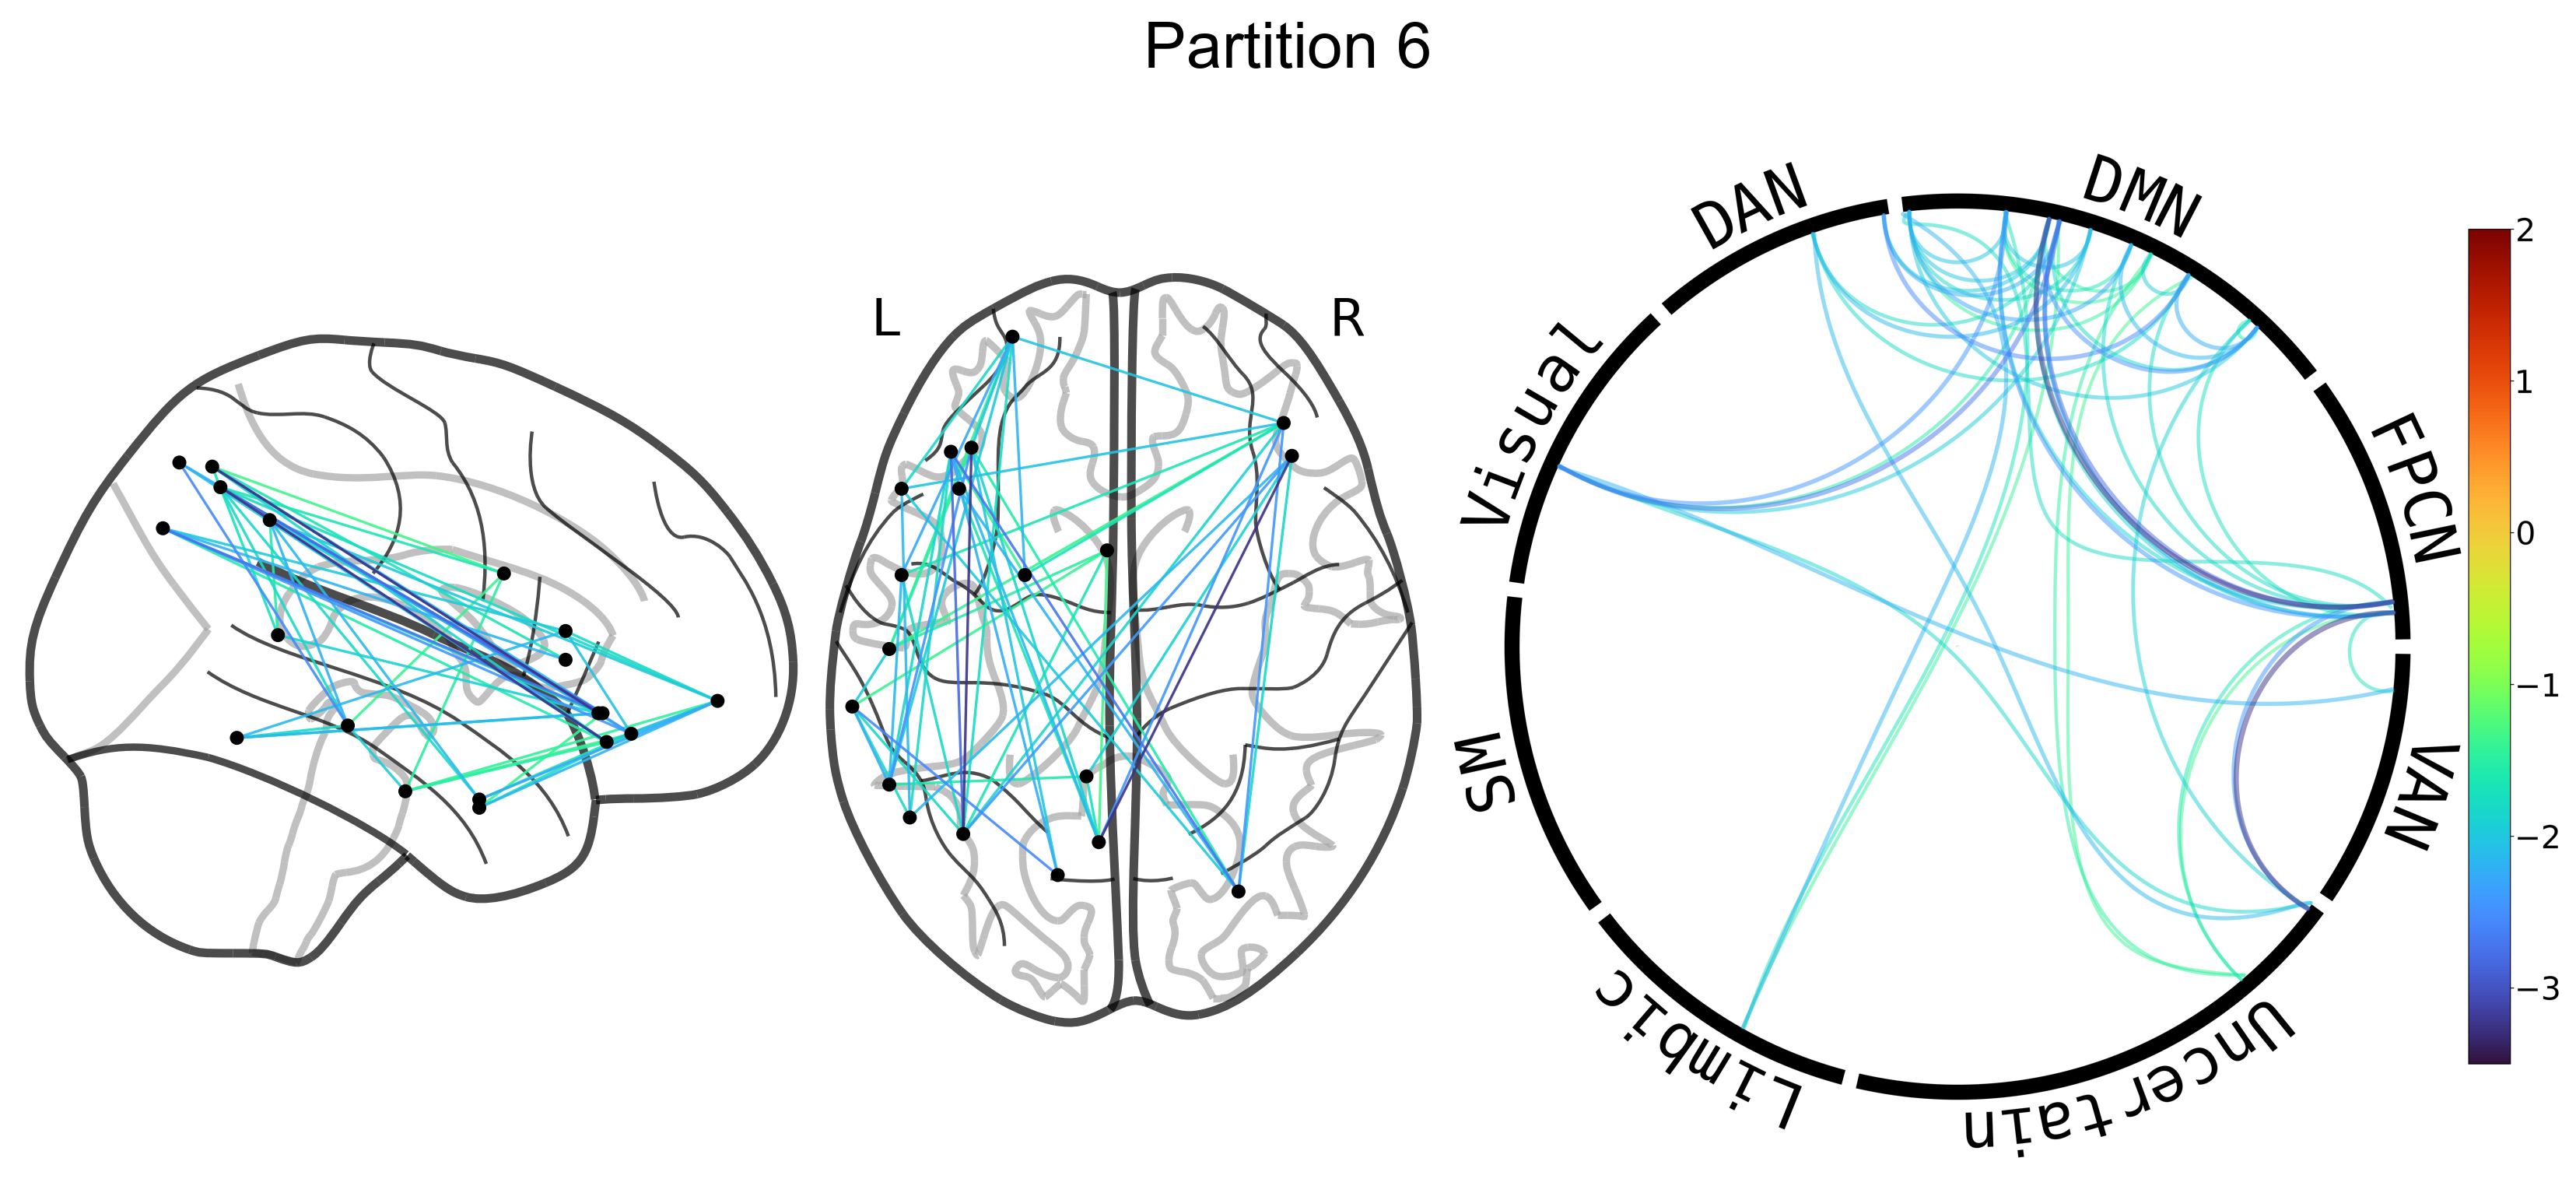 Partition 6
L
R
DAN
DMN
Visual
FPCN
SM
VAN
Limbic
Uncertain
2
1
0
−1
−2
−3